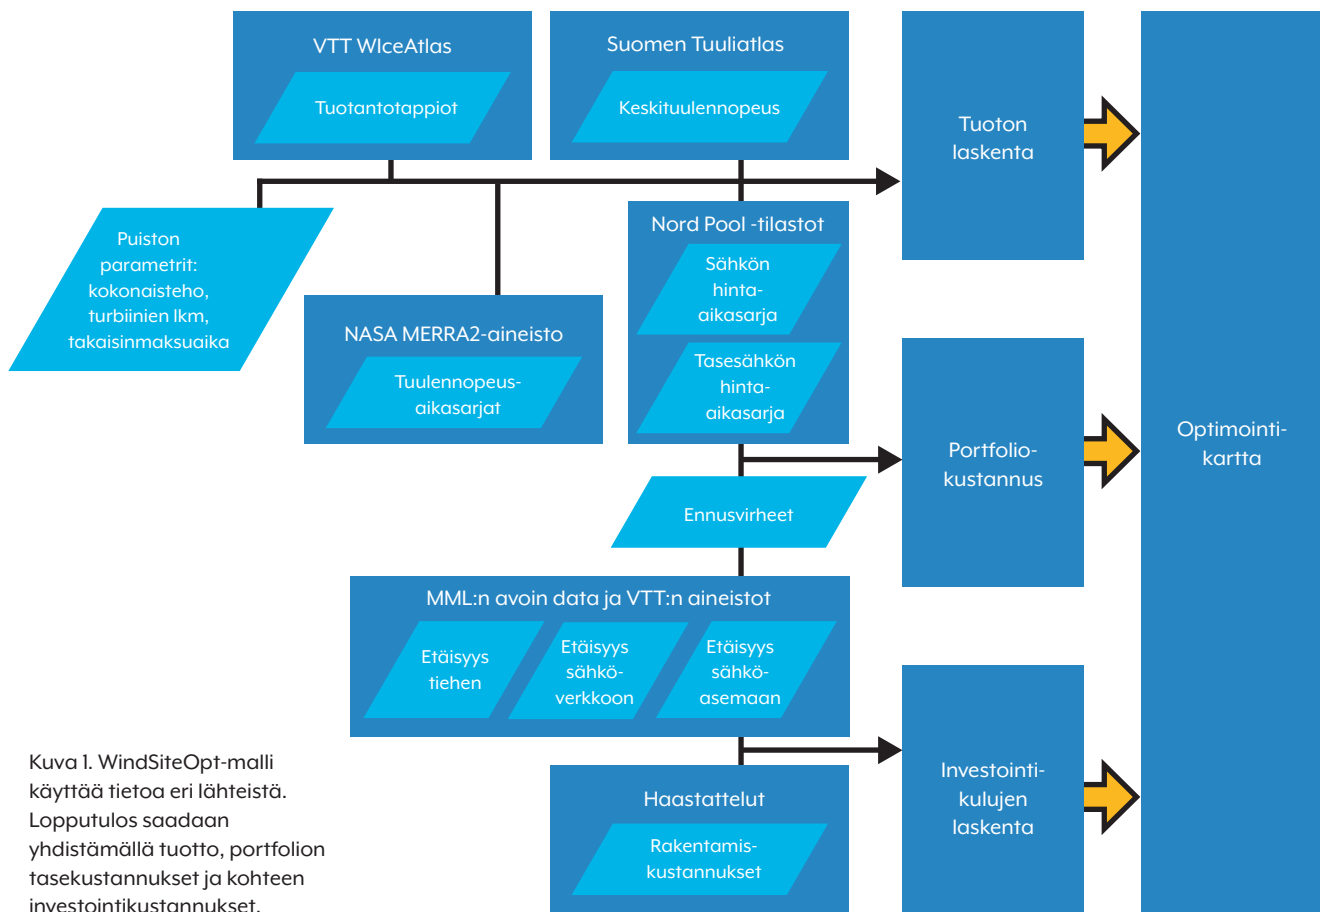 VTT WIceAtlas
Tuotantotappiot
Suomen Tuuliatlas
Keskituulennopeus
Tuoton
laskenta
Puiston
parametrit:
kokonaisteho,
turbiinien lkm,
takaisinmaksuaika
NASA MERRA2-aineisto
Tuulennopeus-
aikasarjat
Nord Pool -tilastot
Sähkön
hinta-
aikasarja
Tasesähkön
hinta-
aikasarja
Portfolio-
kustannus
Optimointi-
kartta
Ennusvirheet
MML:n avoin data ja VTT:n aineistot
Etäisyys
tiehen
Etäisyys
sähkö-
verkkoon
Etäisyys
sähkö-
asemaan
Investointi-
kulujen
laskenta
Haastattelut
Rakentamis-
kustannukset
Kuva 1. WindSiteOpt-malli
käyttää tietoa eri lähteistä.
Lopputulos saadaan
yhdistämällä tuotto, portfolion
tasekustannukset ja kohteen
investointikustannukset.